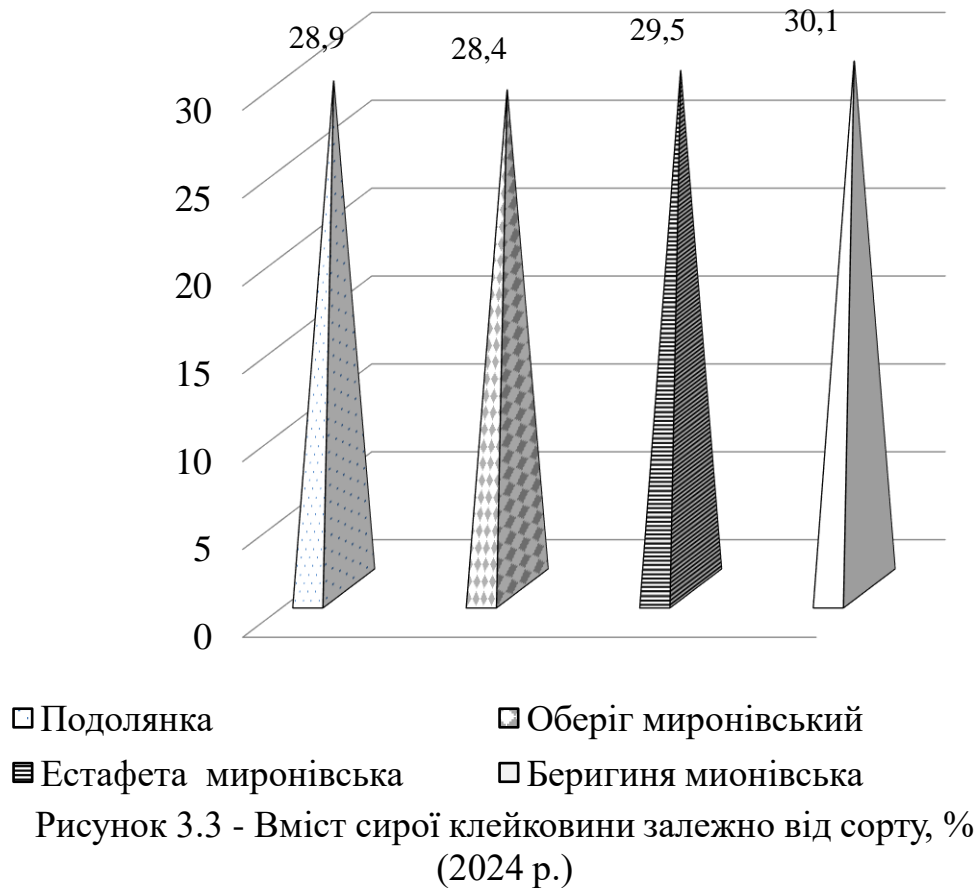 28,9
28,4
29,5
30,1
30
25
20
15
10
5
0
Подолянка
Оберіг миронівський
Естафета миронівська
Беригиня мионівська
Рисунок 3.3 - Вміст сирої клейковини залежно від сорту, %
(2024 р.)